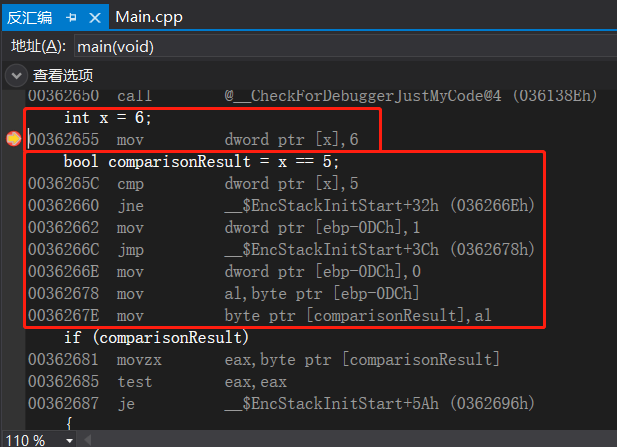 反汇编 Main.cpp
地址(A): main(void)
查看选项
00362650 call @__CheckForDebuggerJustMyCode@4 (036138Eh)
int x = 6;
00362655 mov dword ptr [x],6
bool comparisonResult = x == 5;
0036265C cmp dword ptr [x],5
00362660 jne __$EncStackInitStart+32h (036266Eh)
00362662 mov dword ptr [ebp-0DCh],1
0036266C jmp __$EncStackInitStart+3Ch (0362678h)
0036266E mov dword ptr [ebp-0DCh],0
00362678 mov al,byte ptr [ebp-0DCh]
0036267E mov byte ptr [comparisonResult],al
if (comparisonResult)
00362681 movzx eax,byte ptr [comparisonResult]
00362685 test eax,eax
00362687 je __$EncStackInitStart+5Ah (0362696h)
{
110 %